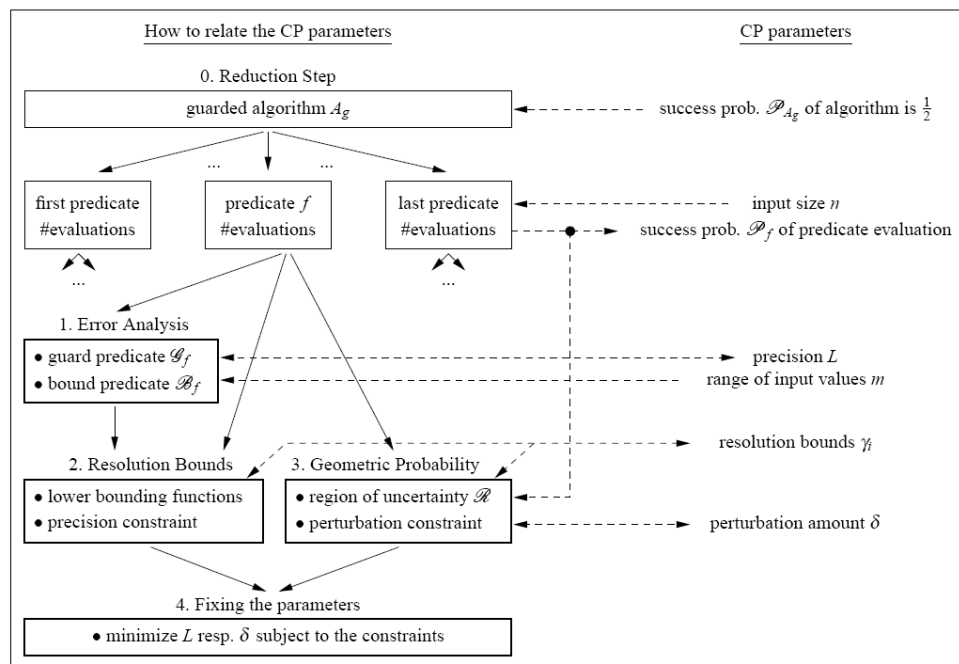 How to relate the CP parameters
CP parameters
0. Reduction Step
guarded algorithm A_g
success prob. 𝒫_{A_g} of algorithm is 1/2
... ...
first predicate
#evaluations
predicate f
#evaluations
last predicate
#evaluations
input size n
success prob. 𝒫_f of predicate evaluation
...
...
1. Error Analysis
• guard predicate 𝒢_f
• bound predicate ℬ_f
precision L
range of input values m
resolution bounds γ_i
2. Resolution Bounds
• lower bounding functions
• precision constraint
3. Geometric Probability
• region of uncertainty ℛ
• perturbation constraint
perturbation amount δ
4. Fixing the parameters
• minimize L resp. δ subject to the constraints